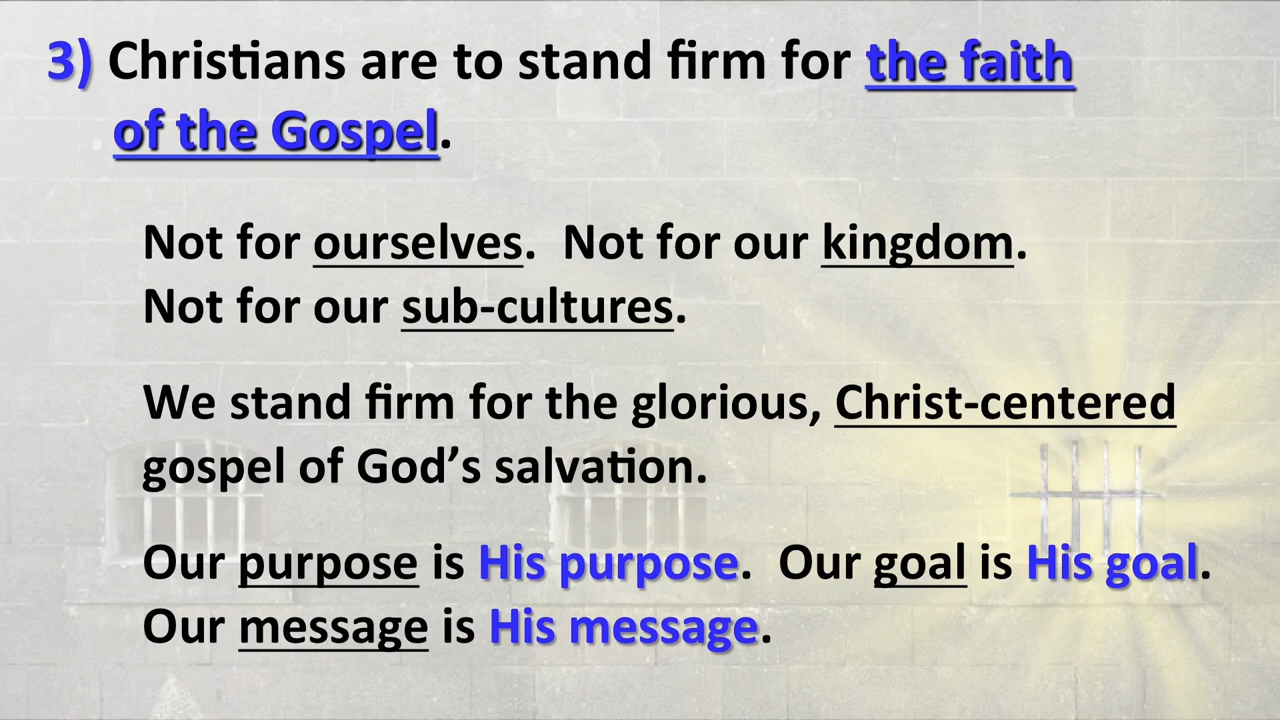 3) Christians are to stand firm for the faith
of the Gospel.
Not for ourselves.  Not for our kingdom.
Not for our sub-cultures.
We stand firm for the glorious, Christ-centered
gospel of God’s salvation.
Our purpose is His purpose.  Our goal is His goal.
Our message is His message.